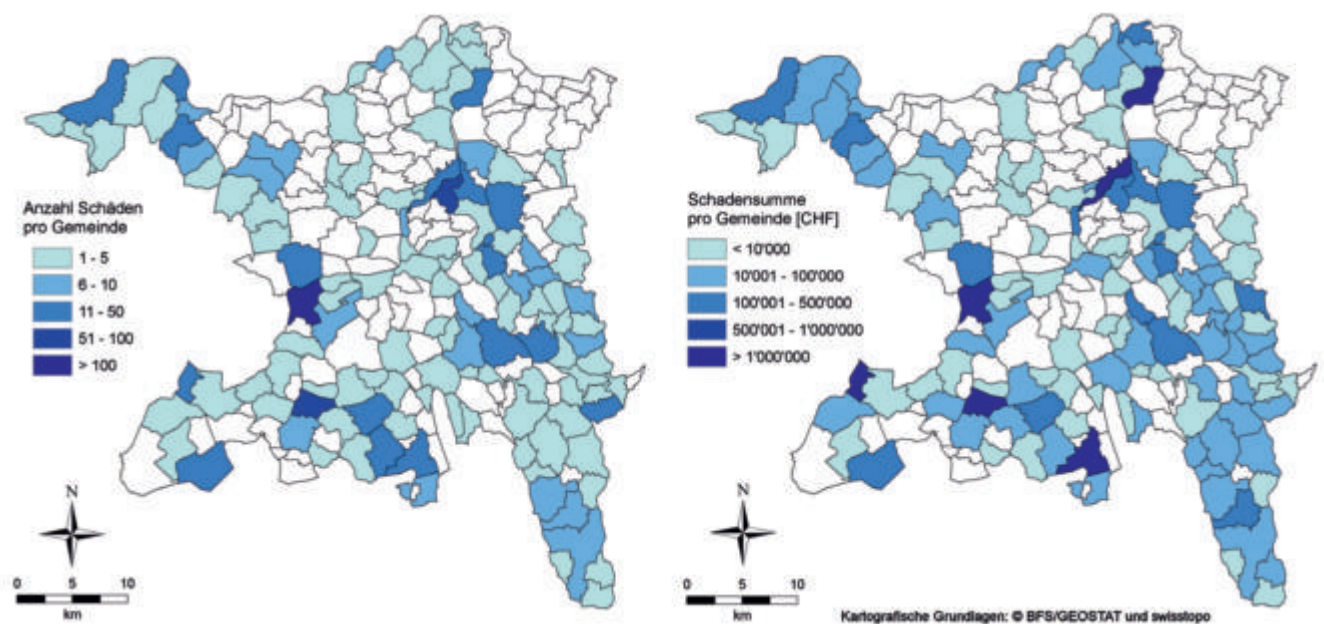 Anzahl Schäden
pro Gemeinde
1 - 5
6 - 10
11 - 50
51 - 100
> 100
N
0 5 10
km
Schadensumme
pro Gemeinde [CHF]
< 10'000
10'001 - 100'000
100'001 - 500'000
500'001 - 1'000'000
> 1'000'000
N
0 5 10
km
Kartografische Grundlagen: © BFS/GEOSTAT und swisstopo